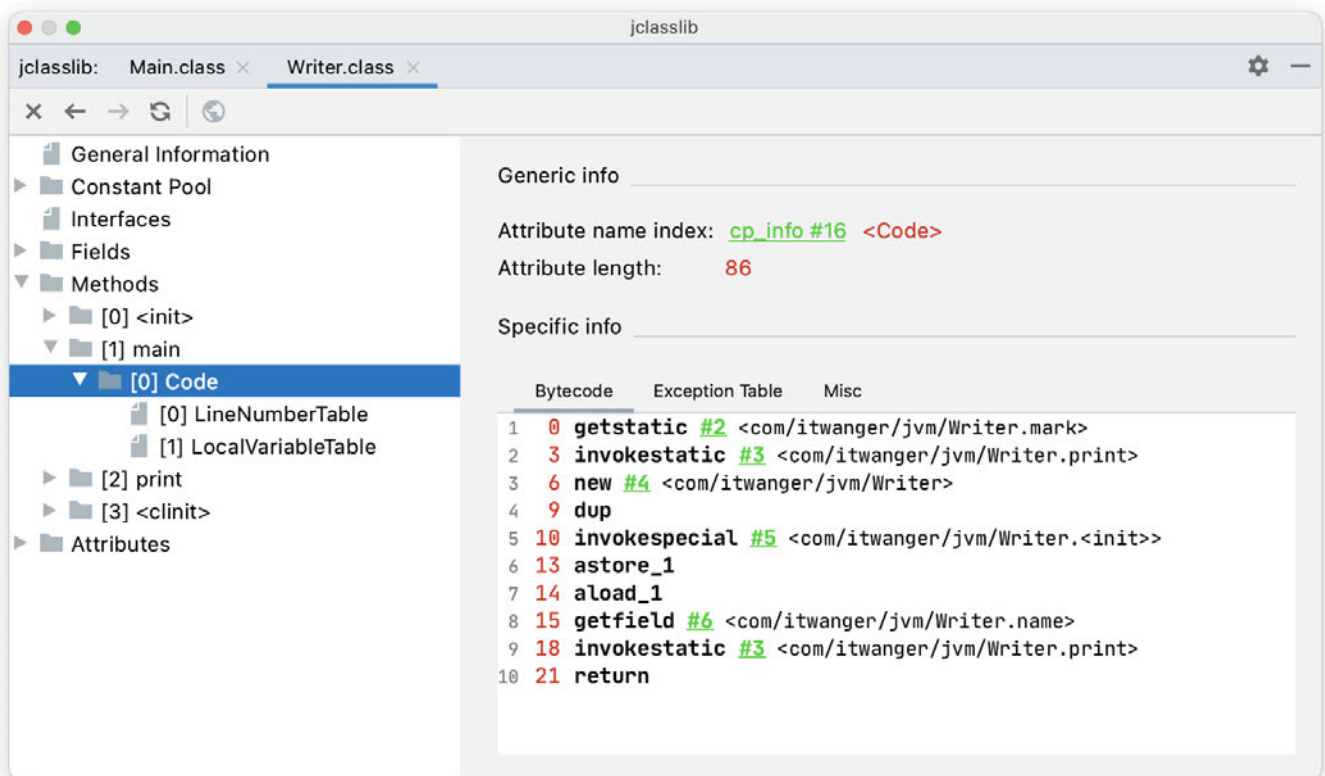 jclasslib
jclasslib: Main.class Writer.class
General Information
Constant Pool
Interfaces
Fields
Methods
[0] <init>
[1] main
[0] Code
[0] LineNumberTable
[1] LocalVariableTable
[2] print
[3] <clinit>
Attributes
Generic info
Attribute name index: cp_info #16 <Code>
Attribute length: 86
Specific info
Bytecode Exception Table Misc
1 0 getstatic #2 <com/itwanger/jvm/Writer.mark>
2 3 invokestatic #3 <com/itwanger/jvm/Writer.print>
3 6 new #4 <com/itwanger/jvm/Writer>
4 9 dup
5 10 invokespecial #5 <com/itwanger/jvm/Writer.<init>>
6 13 astore_1
7 14 aload_1
8 15 getfield #6 <com/itwanger/jvm/Writer.name>
9 18 invokestatic #3 <com/itwanger/jvm/Writer.print>
10 21 return